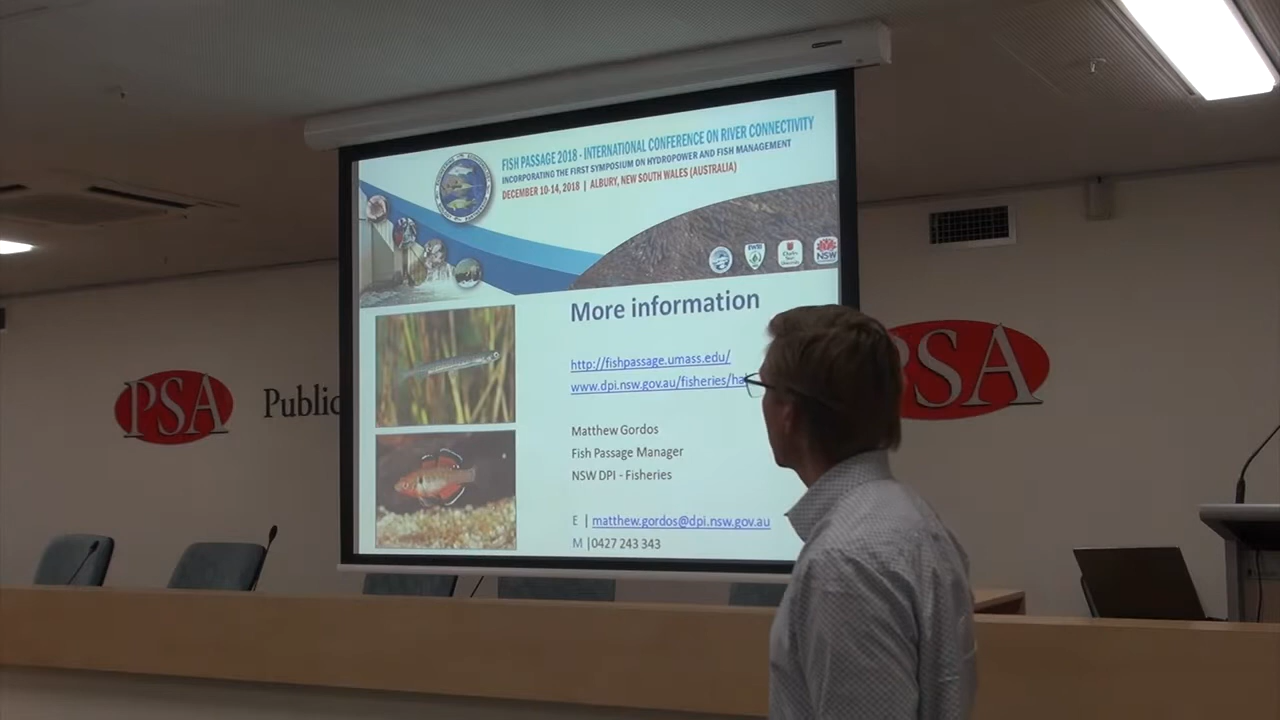 FISH PASSAGE 2018 - INTERNATIONAL CONFERENCE ON RIVER CONNECTIVITY
INCORPORATING THE FIRST SYMPOSIUM ON HYDROPOWER AND FISH MANAGEMENT
DECEMBER 10-14, 2018 | ALBURY, NEW SOUTH WALES (AUSTRALIA)
NSW
More information
http://fishpassage.umass.edu/
www.dpi.nsw.gov.au/fisheries/ha
Matthew Gordos
Fish Passage Manager
NSW DPI - Fisheries
E | matthew.gordos@dpi.nsw.gov.au
M |0427 243 343
PSA
Public
PSA